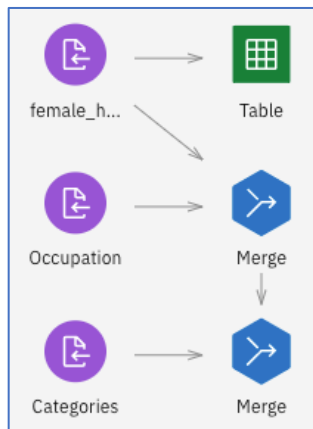 female_h...
Table
Occupation
Merge
Categories
Merge